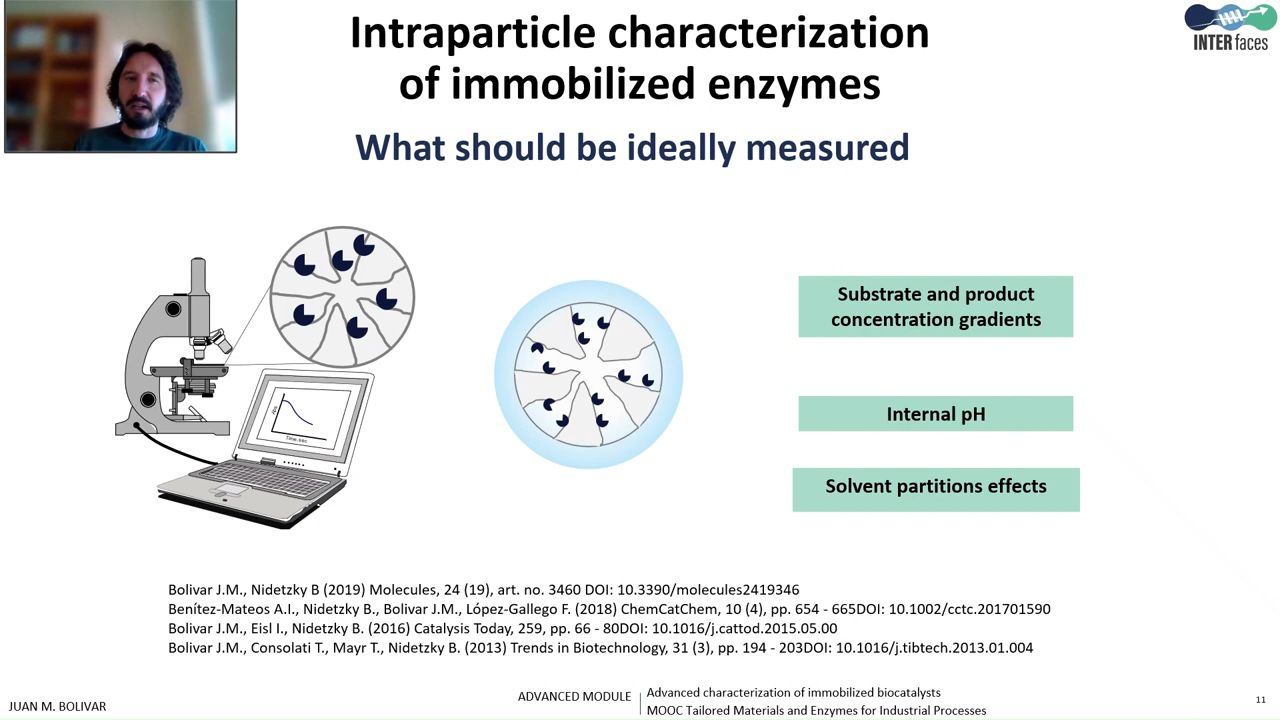 Intraparticle characterization
of immobilized enzymes
What should be ideally measured
INTERfaces
Substrate and product
concentration gradients
Internal pH
Solvent partitions effects
Time, sec
Bolivar J.M., Nidetzky B (2019) Molecules, 24 (19), art. no. 3460 DOI: 10.3390/molecules2419346
Benítez-Mateos A.I., Nidetzky B., Bolivar J.M., López-Gallego F. (2018) ChemCatChem, 10 (4), pp. 654 - 665DOI: 10.1002/cctc.201701590
Bolivar J.M., Eisl I., Nidetzky B. (2016) Catalysis Today, 259, pp. 66 - 80DOI: 10.1016/j.cattod.2015.05.00
Bolivar J.M., Consolati T., Mayr T., Nidetzky B. (2013) Trends in Biotechnology, 31 (3), pp. 194 - 203DOI: 10.1016/j.tibtech.2013.01.004
JUAN M. BOLIVAR
ADVANCED MODULE
Advanced characterization of immobilized biocatalysts
MOOC Tailored Materials and Enzymes for Industrial Processes
11